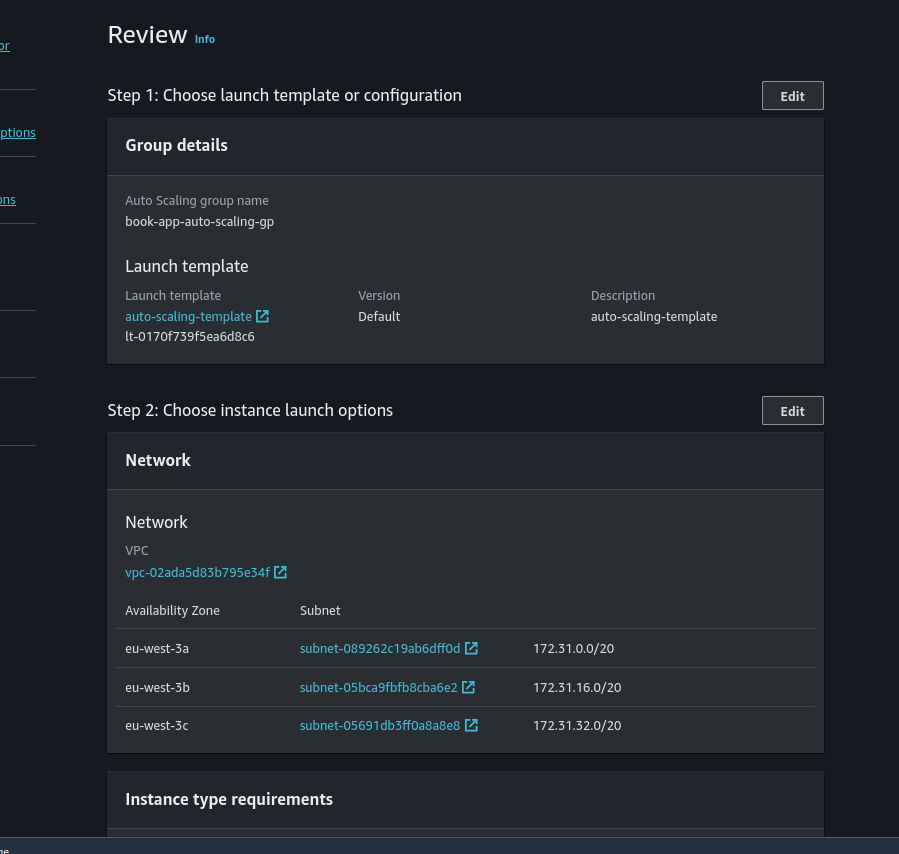 Review Info
or
Step 1: Choose launch template or configuration Edit
ptions
Group details
ons
Auto Scaling group name
book-app-auto-scaling-gp
Launch template
Launch template Version Description
auto-scaling-template Default auto-scaling-template
lt-0170f739f5ea6d8c6
Step 2: Choose instance launch options Edit
Network
Network
VPC
vpc-02ada5d83b795e34f
Availability Zone Subnet
eu-west-3a subnet-089262c19ab6dff0d 172.31.0.0/20
eu-west-3b subnet-05bca9fbfb8cba6e2 172.31.16.0/20
eu-west-3c subnet-05691db3ff0a8a8e8 172.31.32.0/20
Instance type requirements